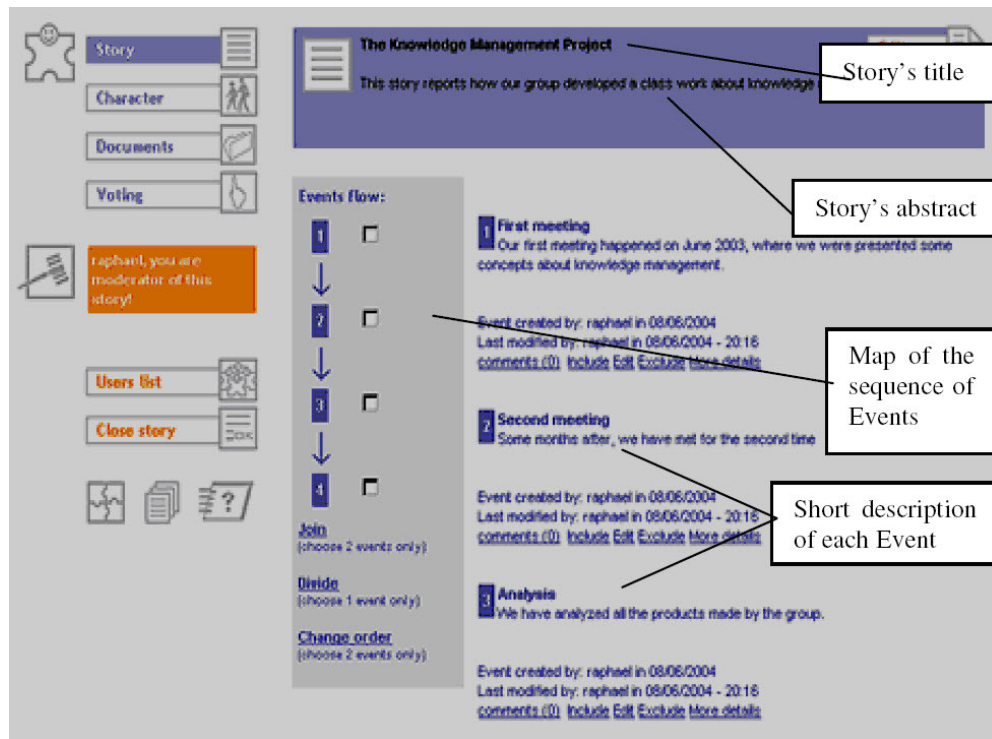 Story
Character
Documents
Voting
raphael, you are
moderator of this
story!
Users list
Close story
The Knowledge Management Project
This story reports how our group developed a class work about knowledge
Story's title
Story's abstract
Events flow:
1
2
3
4
Join
(choose 2 events only)
Divide
(choose 1 event only)
Change order
(choose 2 events only)
1 First meeting
Our first meeting happened on June 2003, where we were presented some
concepts about knowledge management.
Event created by: raphael in 08/06/2004
Last modified by: raphael in 08/06/2004 - 20:16
comments (0) Include Edit Exclude More details
Map of the
sequence of
Events
2 Second meeting
Some months after, we have met for the second time
Event created by: raphael in 08/06/2004
Last modified by: raphael in 08/06/2004 - 20:16
comments (0) Include Edit Exclude More details
Short description
of each Event
3 Analysis
We have analyzed all the products made by the group.
Event created by: raphael in 08/06/2004
Last modified by: raphael in 08/06/2004 - 20:16
comments (0) Include Edit Exclude More details